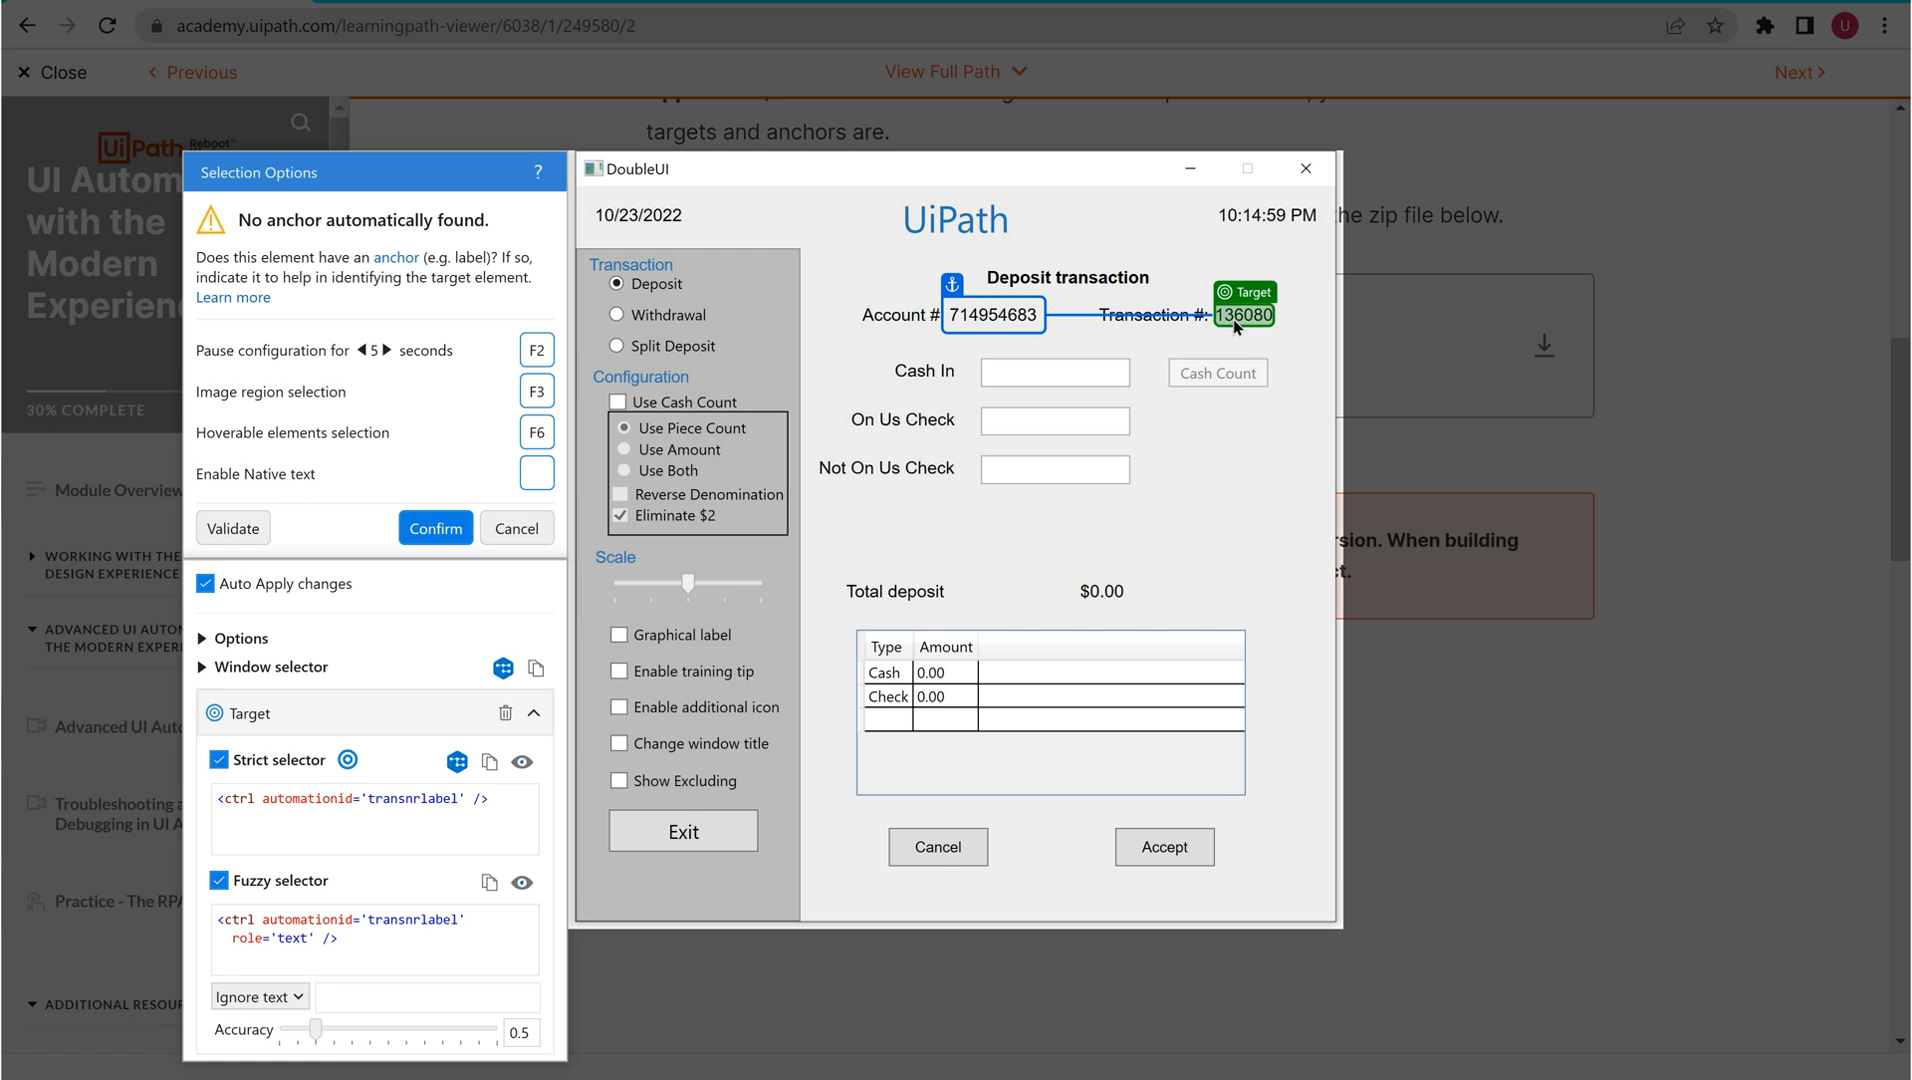 academy.uipath.com/learningpath-viewer/6038/1/249580/2
U
Close
Previous
View Full Path
Next
targets and anchors are.
UiPath Reboot™
UI Autom
with the
Modern
Experien
30% COMPLETE
Module Overview
WORKING WITH THE
DESIGN EXPERIENCE
ADVANCED UI AUTO
THE MODERN EXPERI
Advanced UI Auto
Troubleshooting a
Debugging in UI A
Practice - The RPA
ADDITIONAL RESOUR
Selection Options
?
No anchor automatically found.
Does this element have an anchor (e.g. label)? If so,
indicate it to help in identifying the target element.
Learn more
Pause configuration for 5 seconds
F2
Image region selection
F3
Hoverable elements selection
F6
Enable Native text
Validate
Confirm
Cancel
Auto Apply changes
Options
Window selector
Target
Strict selector
<ctrl automationid='transnrlabel' />
Fuzzy selector
<ctrl automationid='transnrlabel'
role='text' />
Ignore text
Accuracy
0.5
DoubleUI
10/23/2022
UiPath
10:14:59 PM
Transaction
Deposit
Withdrawal
Split Deposit
Configuration
Use Cash Count
Use Piece Count
Use Amount
Use Both
Reverse Denomination
Eliminate $2
Scale
Graphical label
Enable training tip
Enable additional icon
Change window title
Show Excluding
Exit
Deposit transaction
Target
Account #
714954683
Transaction #:
136080
Cash In
Cash Count
On Us Check
Not On Us Check
Total deposit
$0.00
Type Amount
Cash 0.00
Check 0.00
Cancel
Accept
he zip file below.
sion. When building
t.